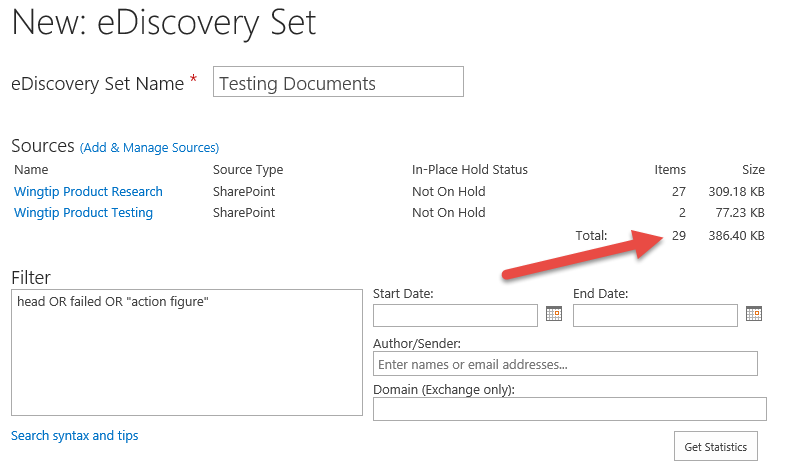 New: eDiscovery Set
eDiscovery Set Name * Testing Documents
Sources (Add & Manage Sources)
Name Source Type In-Place Hold Status Items Size
Wingtip Product Research SharePoint Not On Hold 27 309.18 KB
Wingtip Product Testing SharePoint Not On Hold 2 77.23 KB
Total: 29 386.40 KB
Filter
head OR failed OR "action figure"
Start Date: End Date:
Author/Sender:
Enter names or email addresses...
Domain (Exchange only):
Search syntax and tips
Get Statistics